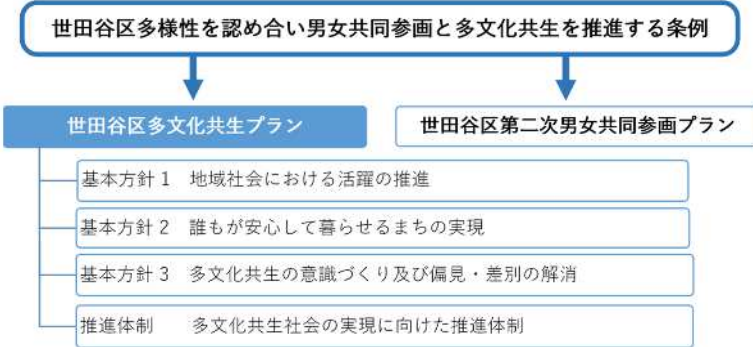 世田谷区多様性を認め合い男女共同参画と多文化共生を推進する条例
世田谷区多文化共生プラン
世田谷区第二次男女共同参画プラン
基本方針1　地域社会における活躍の推進
基本方針2　誰もが安心して暮らせるまちの実現
基本方針3　多文化共生の意識づくり及び偏見・差別の解消
推進体制　　多文化共生社会の実現に向けた推進体制